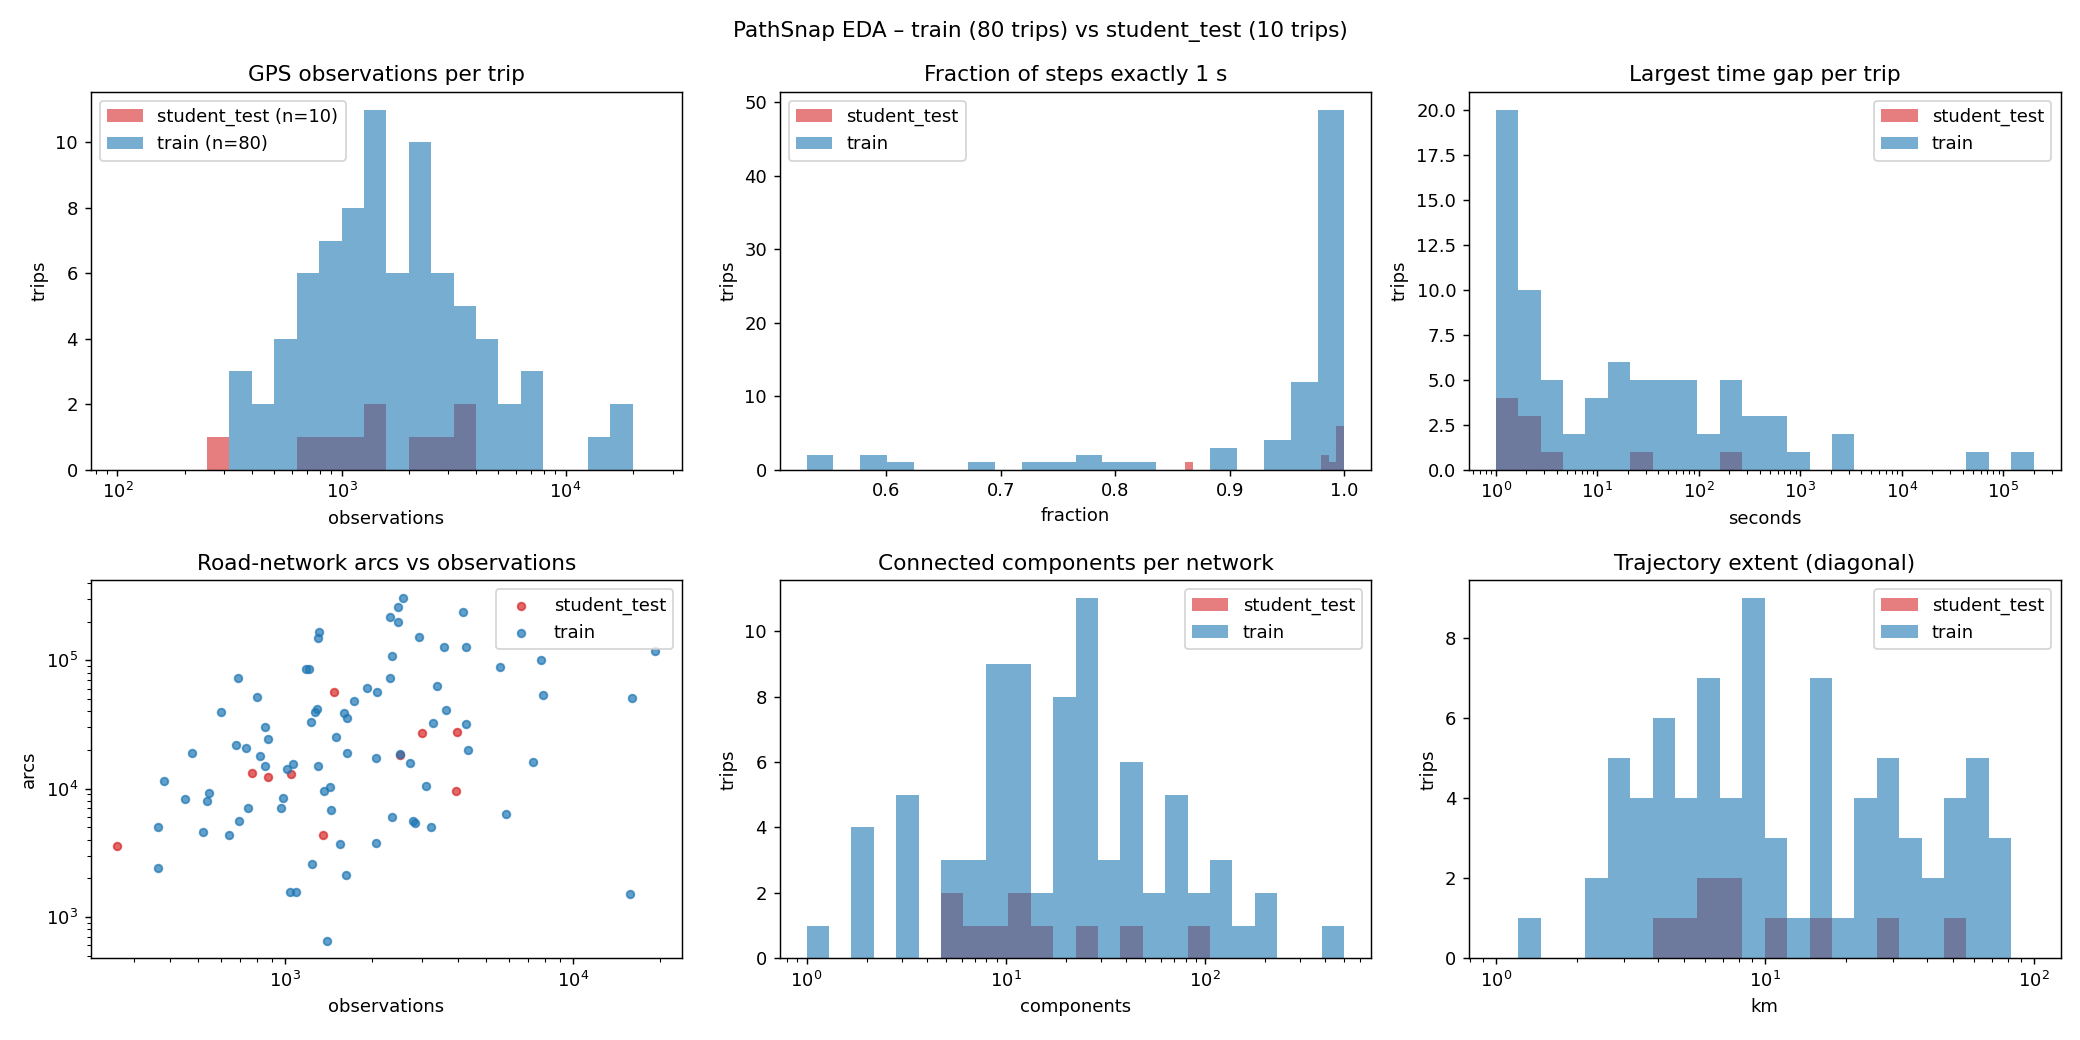 PathSnap EDA – train (80 trips) vs student_test (10 trips)
GPS observations per trip
student_test (n=10)
train (n=80)
trips
10
8
6
4
2
0
10²
10³
10⁴
observations
Fraction of steps exactly 1 s
student_test
train
trips
50
40
30
20
10
0
0.6
0.7
0.8
0.9
1.0
fraction
Largest time gap per trip
student_test
train
trips
20.0
17.5
15.0
12.5
10.0
7.5
5.0
2.5
0.0
10⁰
10¹
10²
10³
10⁴
10⁵
seconds
Road-network arcs vs observations
student_test
train
arcs
10⁵
10⁴
10³
10³
10⁴
observations
Connected components per network
student_test
train
trips
10
8
6
4
2
0
10⁰
10¹
10²
components
Trajectory extent (diagonal)
student_test
train
trips
8
6
4
2
0
10⁰
10¹
10²
km